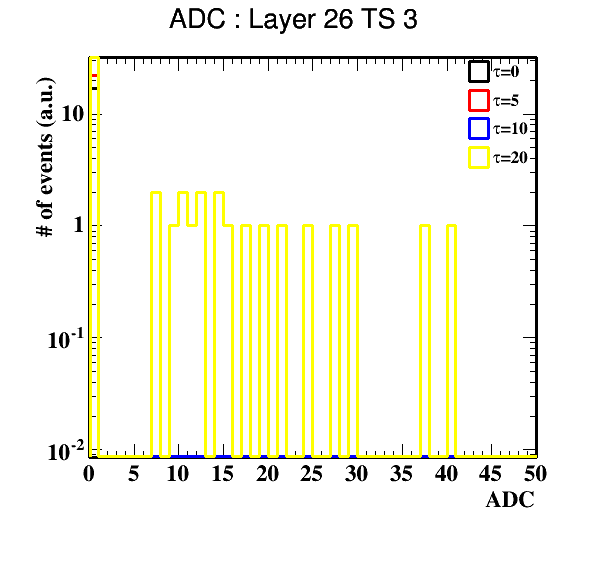 ADC : Layer 26 TS 3
# of events (a.u.)
10
1
10^-1
10^-2
τ=0
τ=5
τ=10
τ=20
0 5 10 15 20 25 30 35 40 45 50
ADC